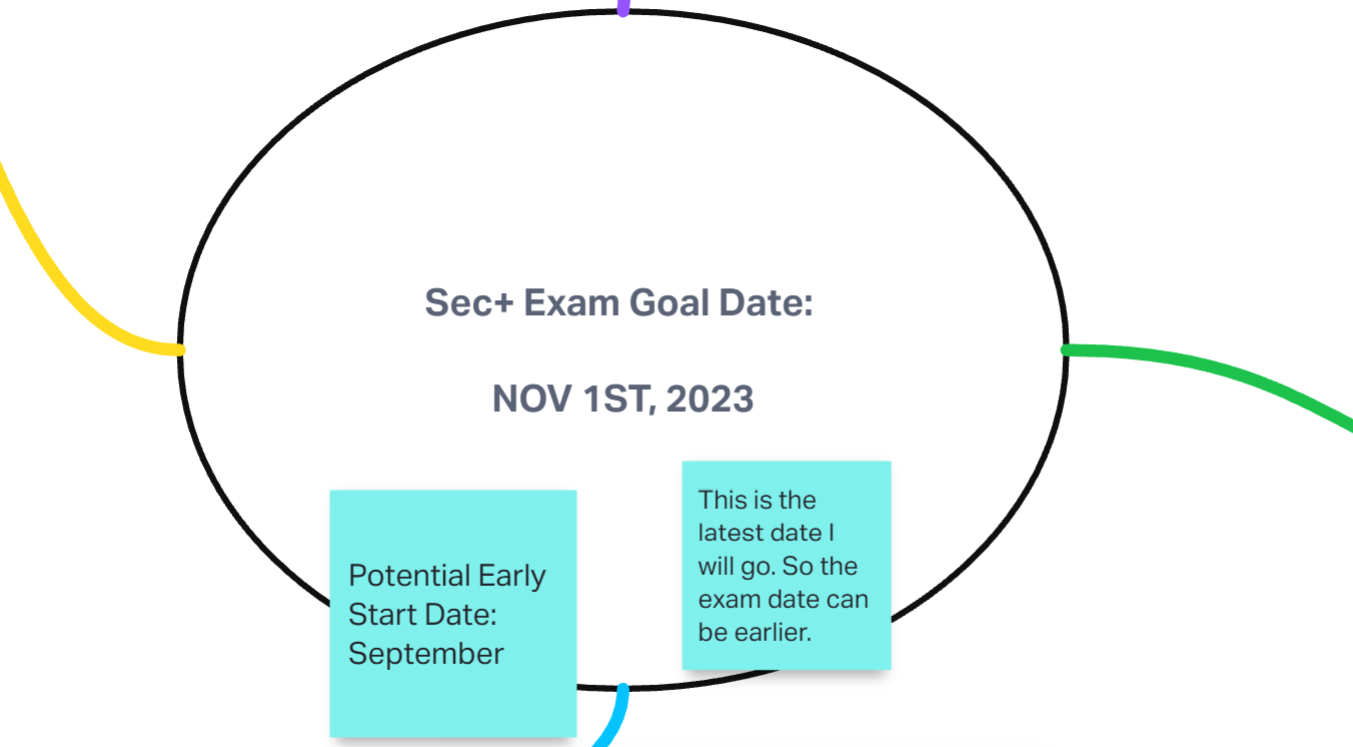 Sec+ Exam Goal Date:
NOV 1ST, 2023
Potential Early
Start Date:
September
This is the
latest date I
will go. So the
exam date can
be earlier.